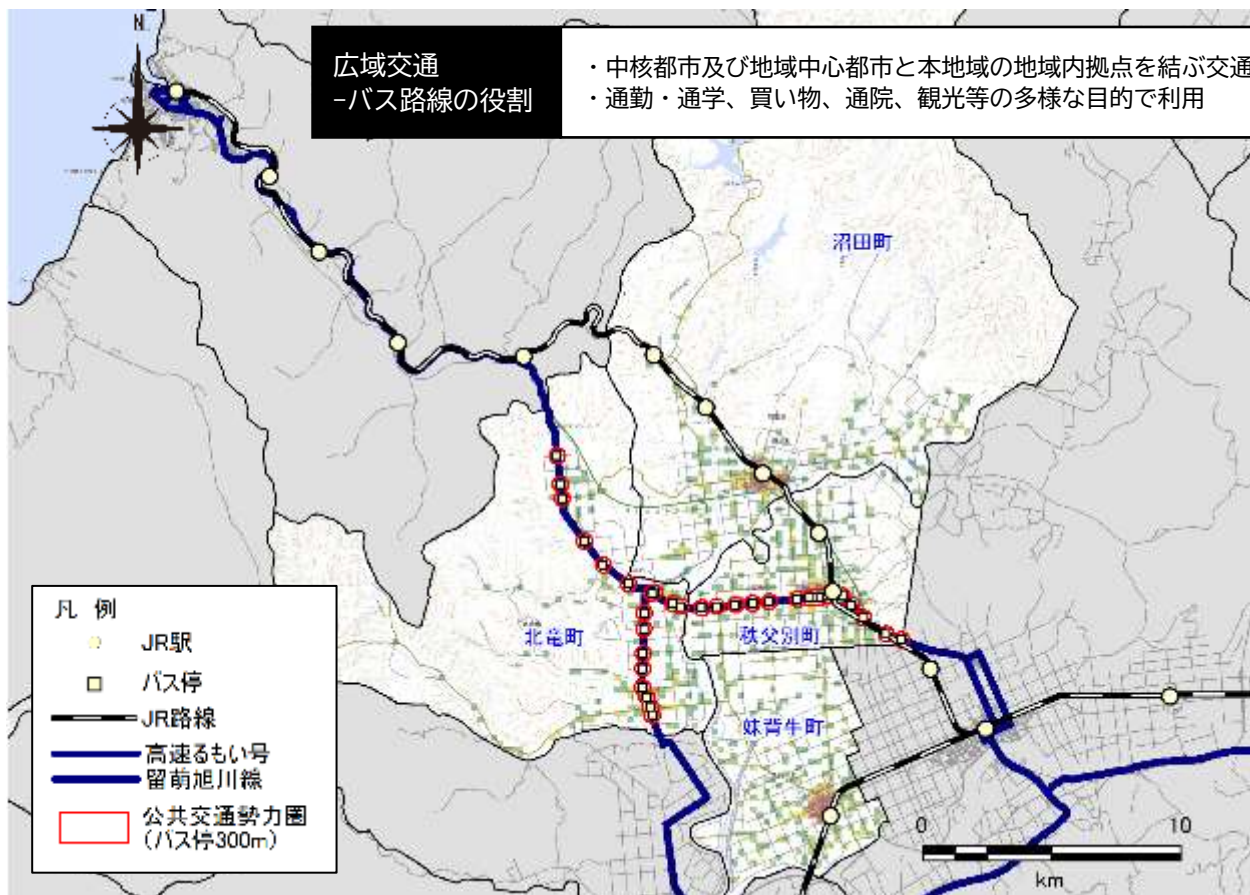 N
広域交通
-バス路線の役割
・中核都市及び地域中心都市と本地域の地域内拠点を結ぶ交通
・通勤・通学、買い物、通院、観光等の多様な目的で利用
沼田町
北竜町
秩父別町
妹背牛町
凡 例
JR駅
バス停
JR路線
高速るもい号
留萌旭川線
公共交通勢力圏
(バス停300m)
0 10
km